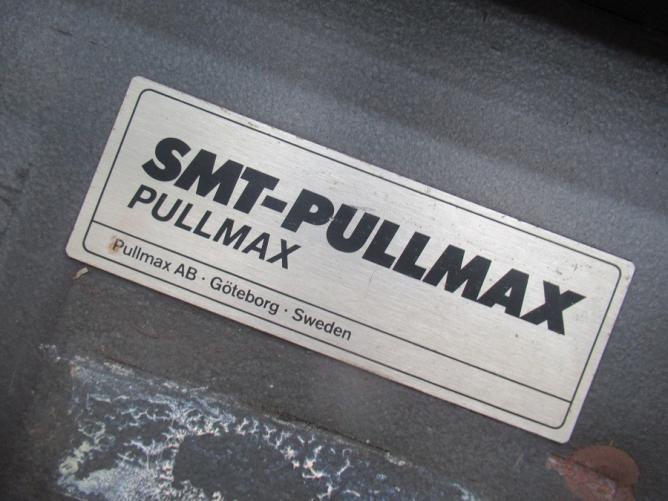 SMT-PULLMAX
PULLMAX
Pullmax AB · Göteborg · Sweden